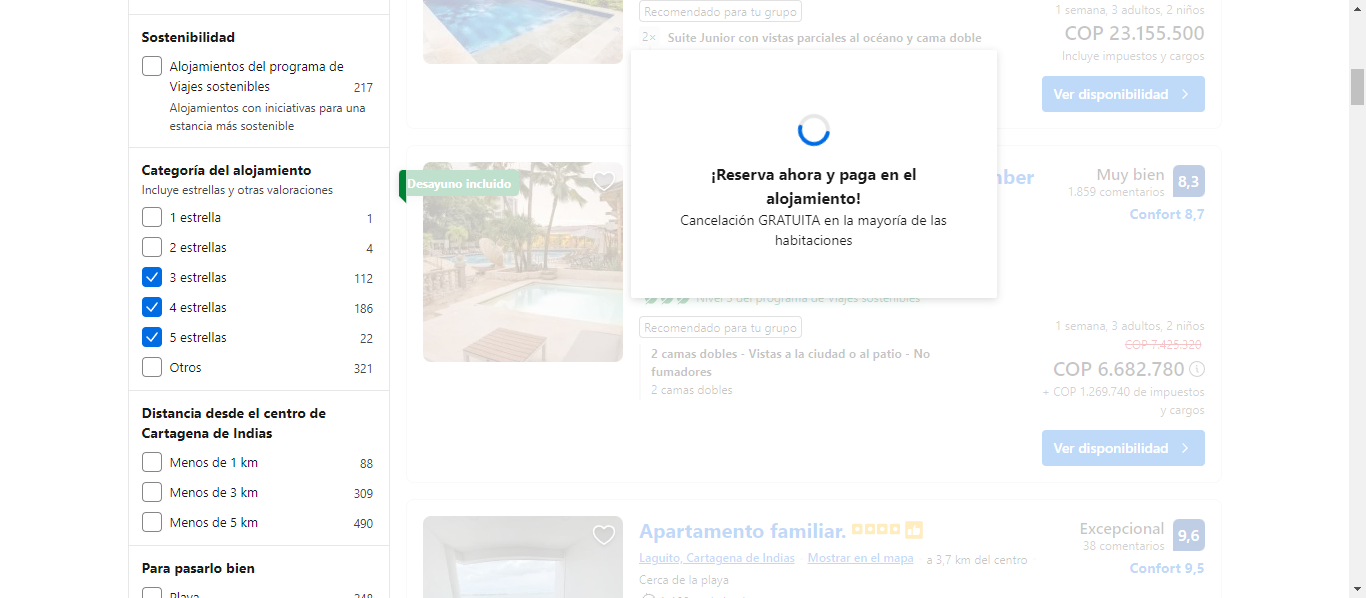 Sostenibilidad
Alojamientos del programa de
Viajes sostenibles 217
Alojamientos con iniciativas para una
estancia más sostenible
Categoría del alojamiento
Incluye estrellas y otras valoraciones
1 estrella 1
2 estrellas 4
3 estrellas 112
4 estrellas 186
5 estrellas 22
Otros 321
Distancia desde el centro de
Cartagena de Indias
Menos de 1 km 88
Menos de 3 km 309
Menos de 5 km 490
Para pasarlo bien
Playa 348
Recomendado para tu grupo
2× Suite Junior con vistas parciales al océano y cama doble
1 semana, 3 adultos, 2 niños
COP 23.155.500
Incluye impuestos y cargos
Ver disponibilidad
¡Reserva ahora y paga en el
alojamiento!
Cancelación GRATUITA en la mayoría de las
habitaciones
Desayuno incluido
Muy bien
1.859 comentarios
8,3
Confort 8,7
Nivel 3 del programa de Viajes sostenibles
Recomendado para tu grupo
2 camas dobles - Vistas a la ciudad o al patio - No
fumadores
2 camas dobles
1 semana, 3 adultos, 2 niños
COP 7.425.320
COP 6.682.780
+ COP 1.269.740 de impuestos
y cargos
Ver disponibilidad
Apartamento familiar.
Laguito, Cartagena de Indias Mostrar en el mapa a 3,7 km del centro
Cerca de la playa
Excepcional
38 comentarios
9,6
Confort 9,5